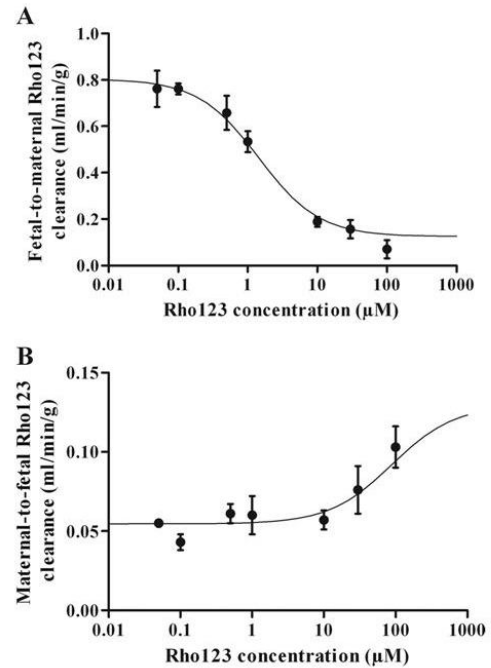 A
Fetal-to-maternal Rho123
clearance (ml/min/g)
1.0
0.8
0.6
0.4
0.2
0.0
0.01 0.1 1 10 100 1000
Rho123 concentration (µM)
B
Maternal-to-fetal Rho123
clearance (ml/min/g)
0.15
0.10
0.05
0.00
0.01 0.1 1 10 100 1000
Rho123 concentration (µM)